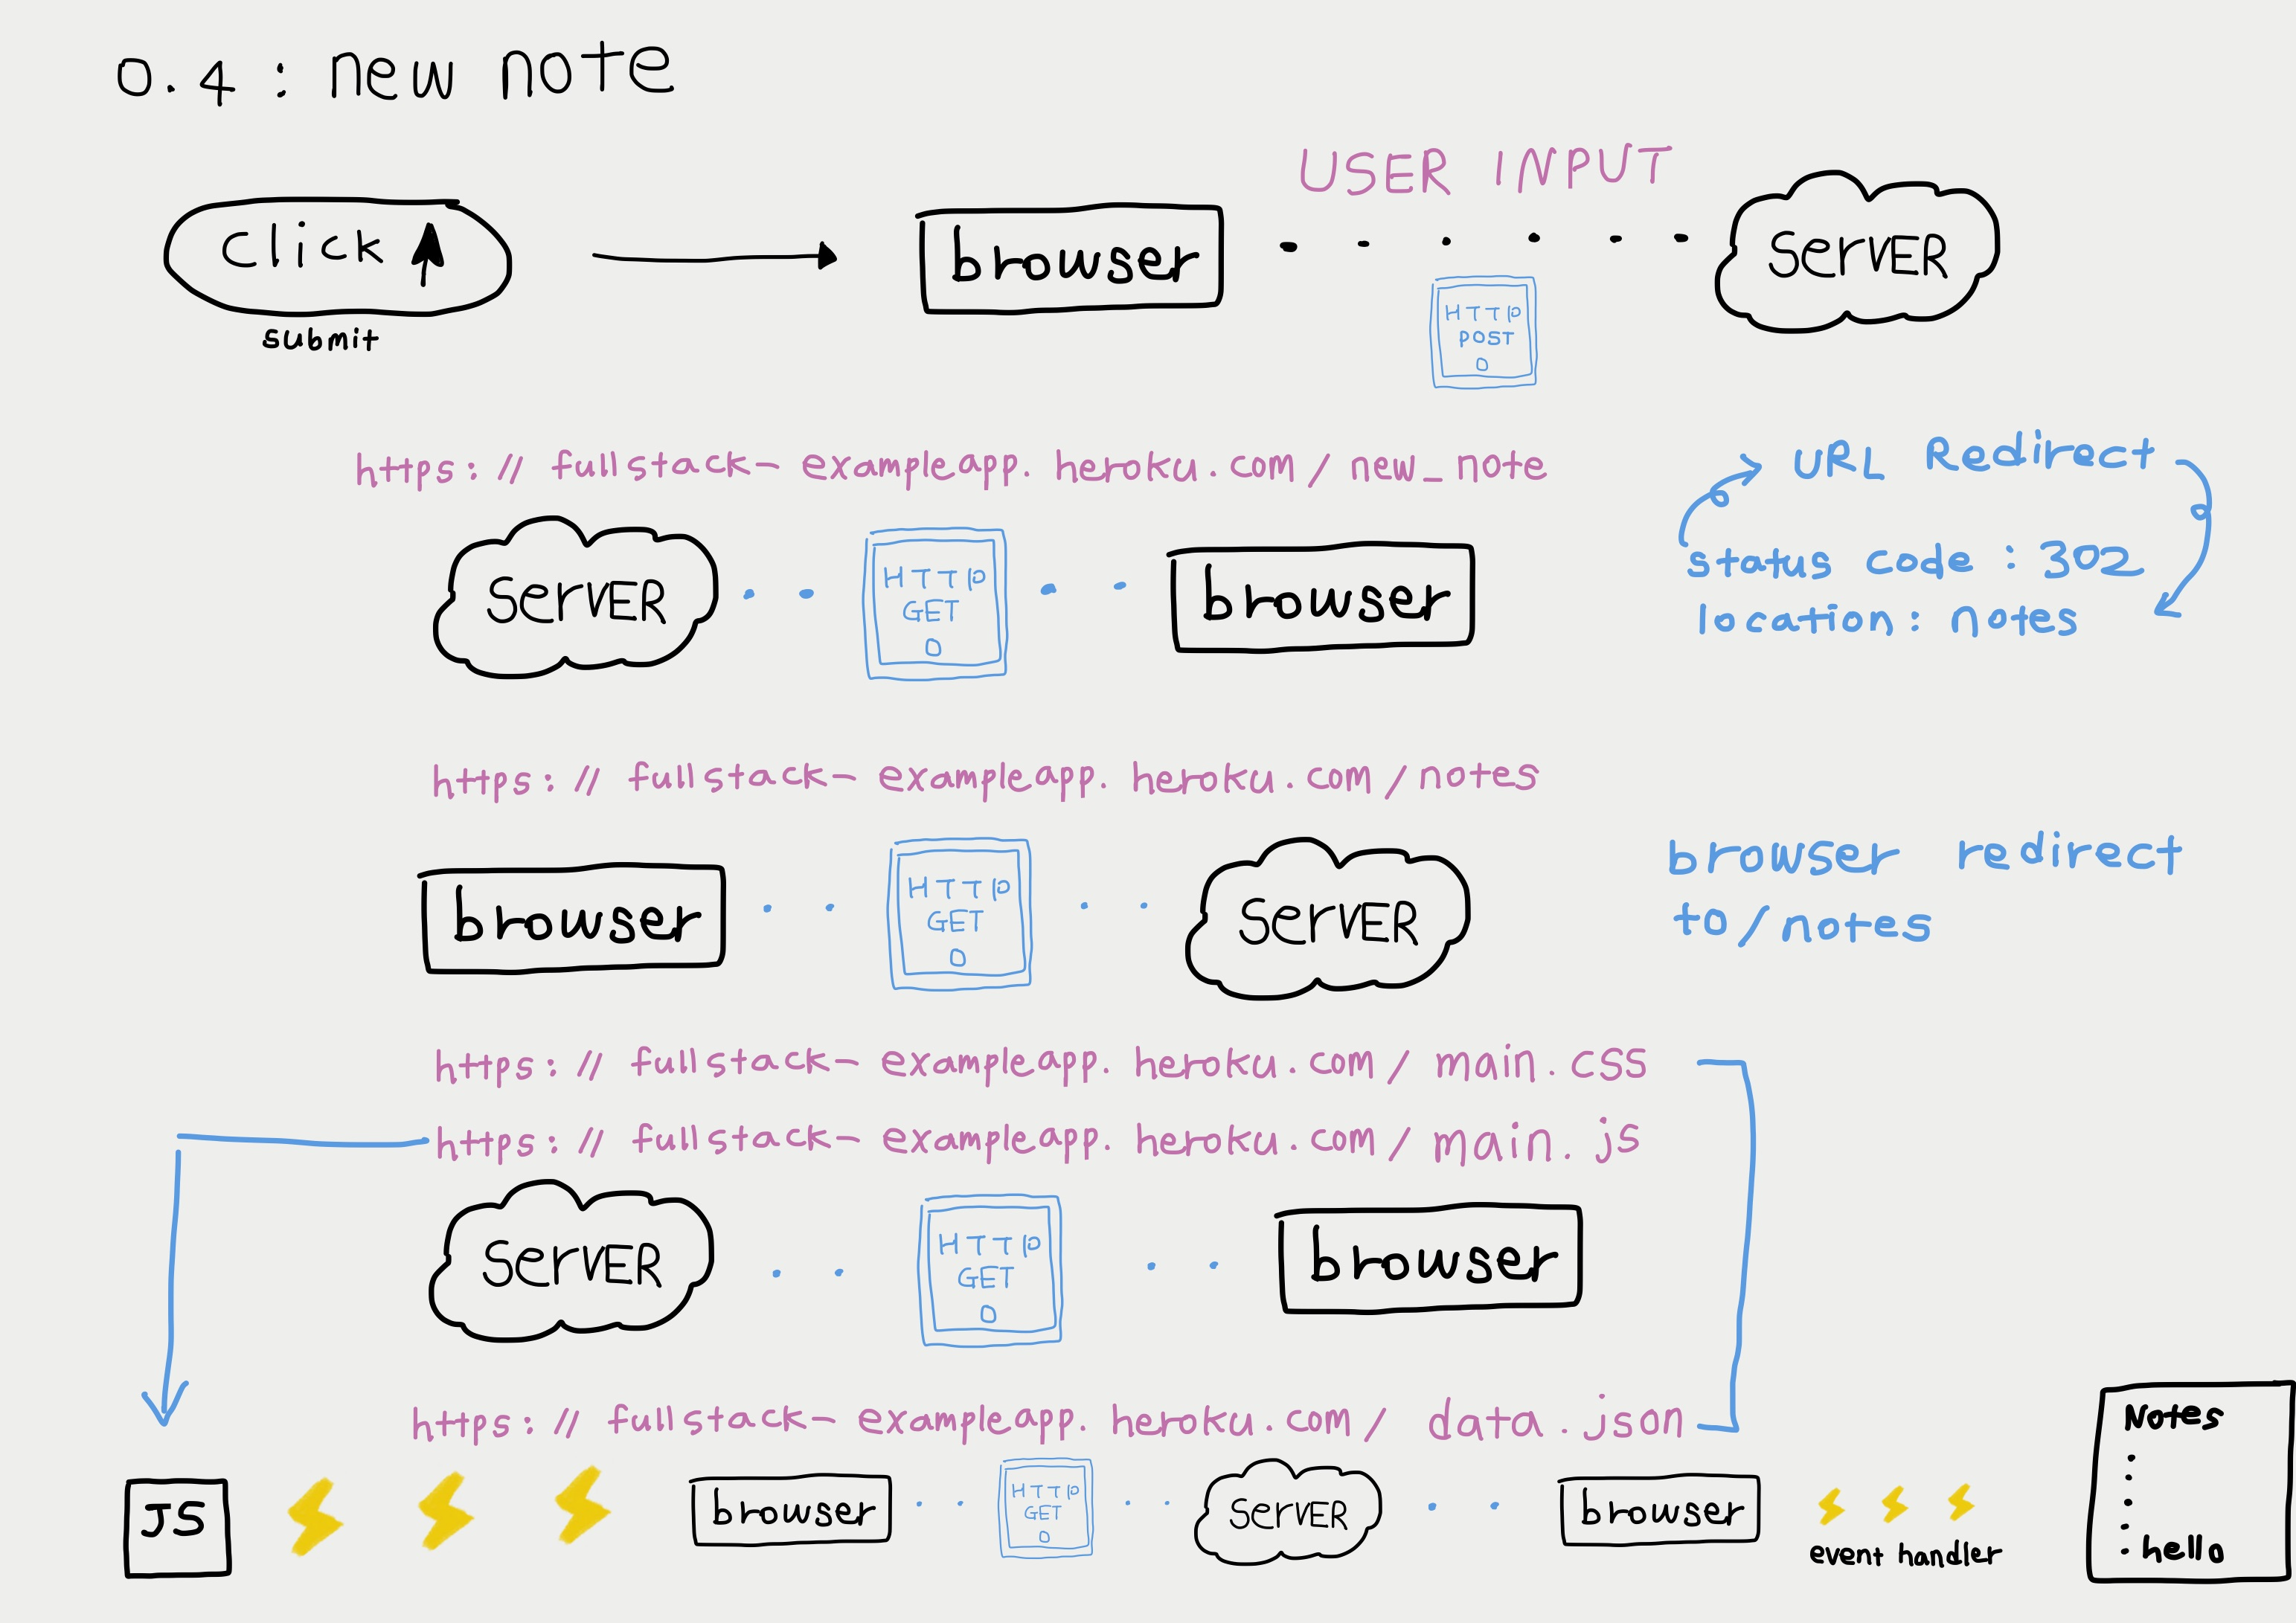 0.4 : new note
USER INPUT
click
submit
browser
SERVER
HTTP
POST
https://fullstack-exampleapp.heroku.com/new_note
URL Redirect
status code : 302
location : notes
SERVER
HTTP
GET
browser
https://fullstack-exampleapp.heroku.com/notes
browser
HTTP
GET
SERVER
browser redirect
to/notes
https://fullstack-exampleapp.heroku.com/main.css
https://fullstack-exampleapp.heroku.com/main.js
SERVER
HTTP
GET
browser
https://fullstack-exampleapp.heroku.com/data.json
JS
browser
HTTP
GET
SERVER
browser
event handler
Notes
hello